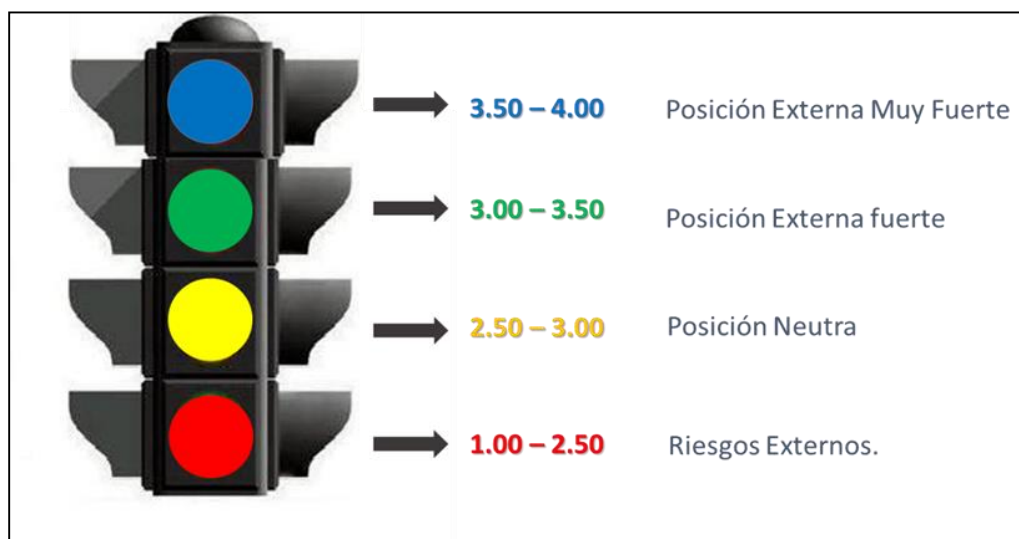 3.50 – 4.00 Posición Externa Muy Fuerte
3.00 – 3.50 Posición Externa fuerte
2.50 – 3.00 Posición Neutra
1.00 – 2.50 Riesgos Externos.